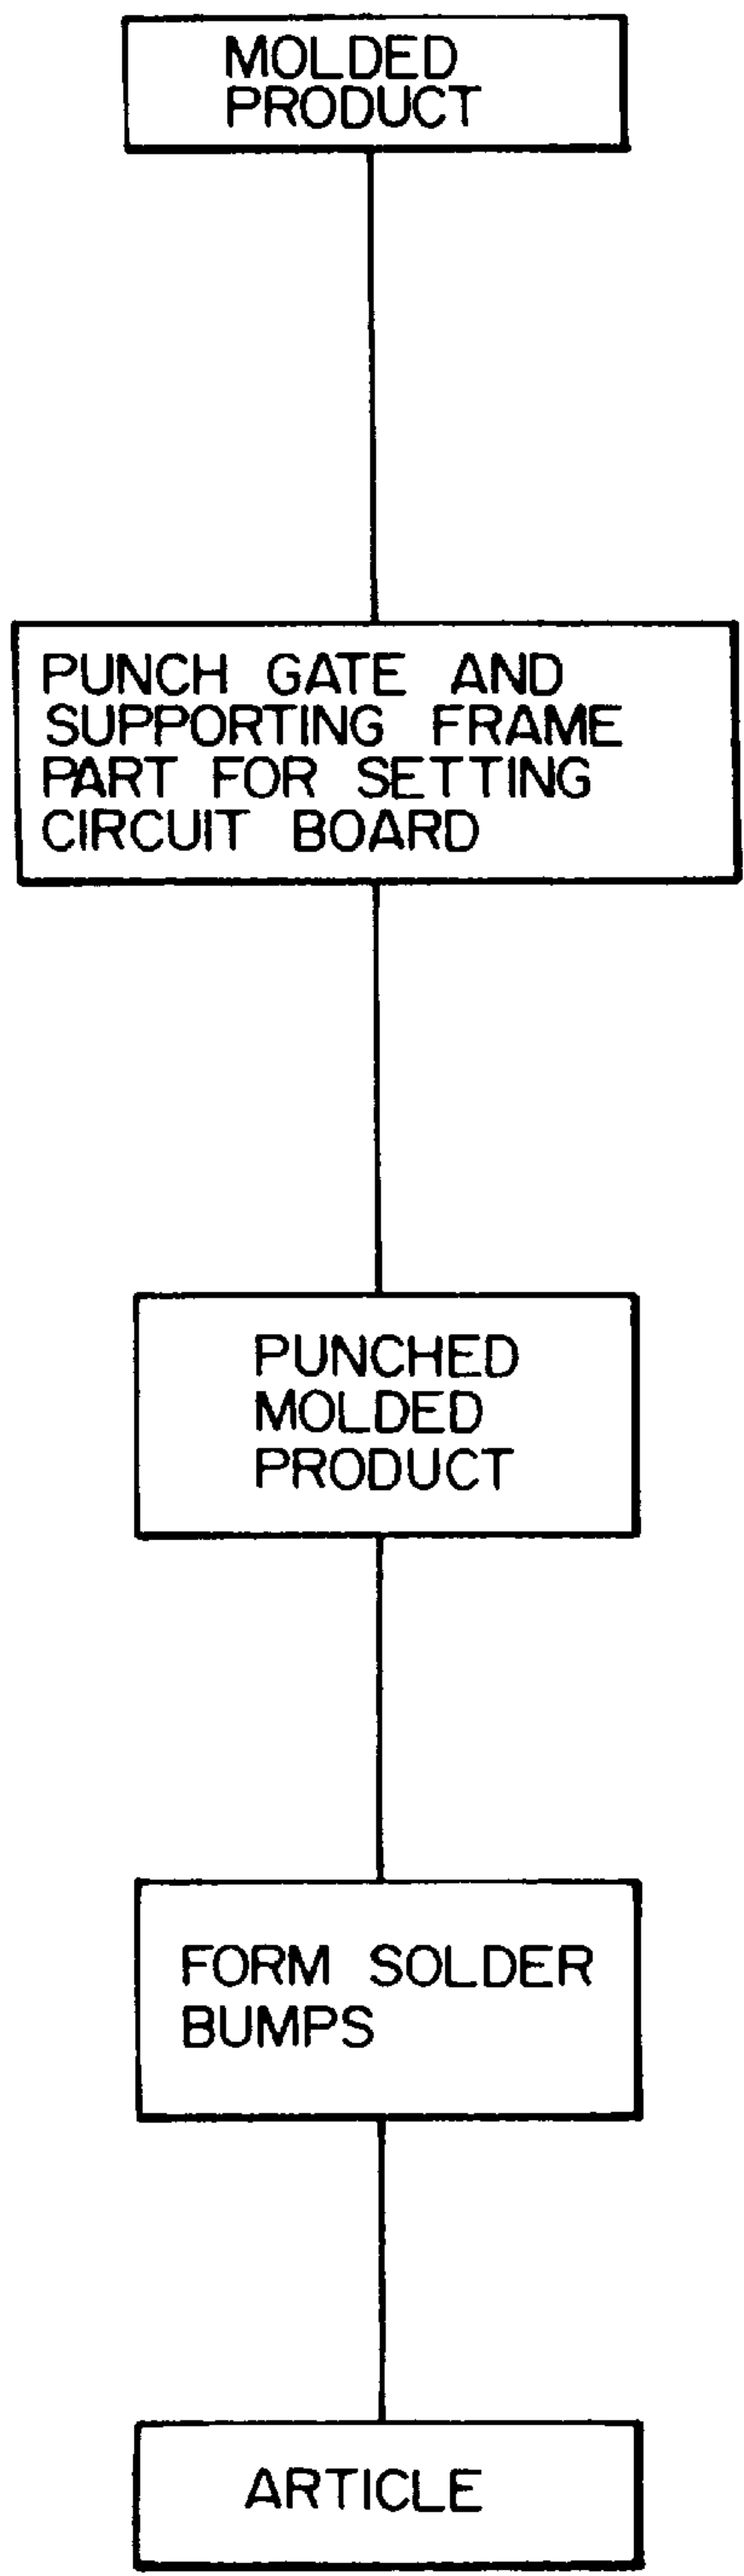 MOLDED
PRODUCT
PUNCH GATE AND
SUPPORTING FRAME
PART FOR SETTING
CIRCUIT BOARD
PUNCHED
MOLDED
PRODUCT
FORM SOLDER
BUMPS
ARTICLE